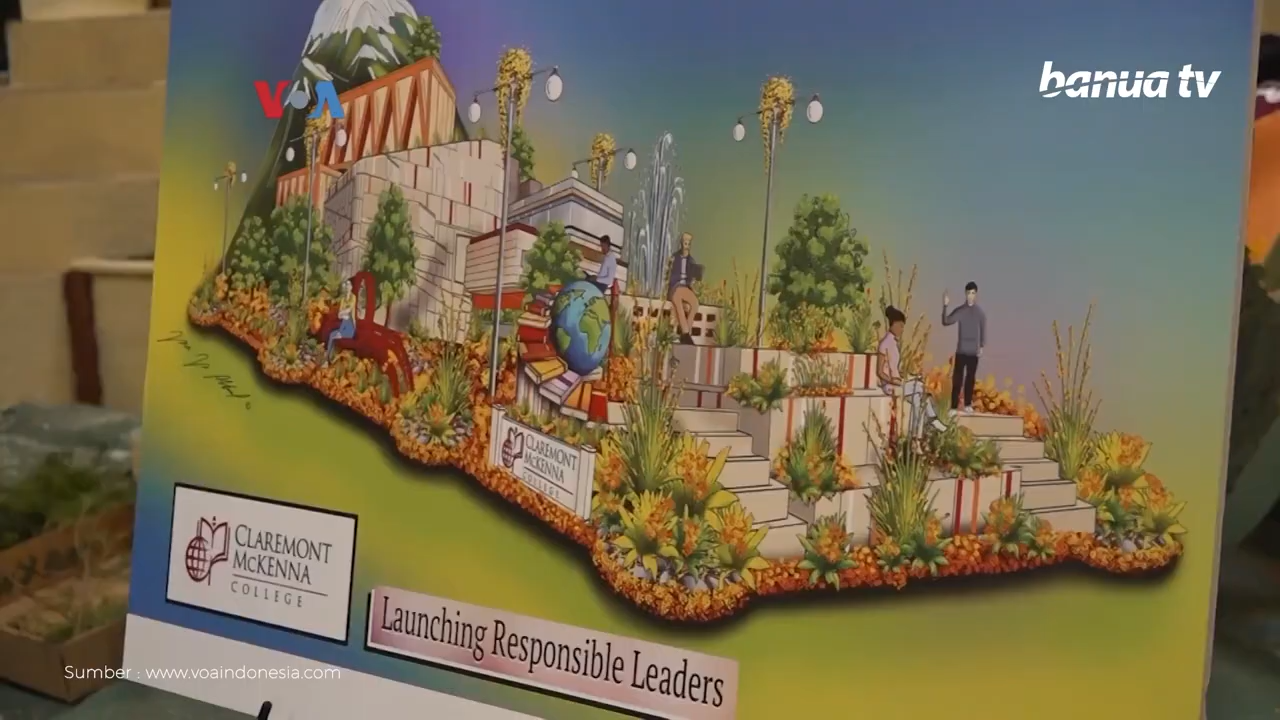 VOA
banua tv
CLAREMONT
MCKENNA
COLLEGE
CLAREMONT
MCKENNA
COLLEGE
Launching Responsible Leaders
Sumber : www.voaindonesia.com